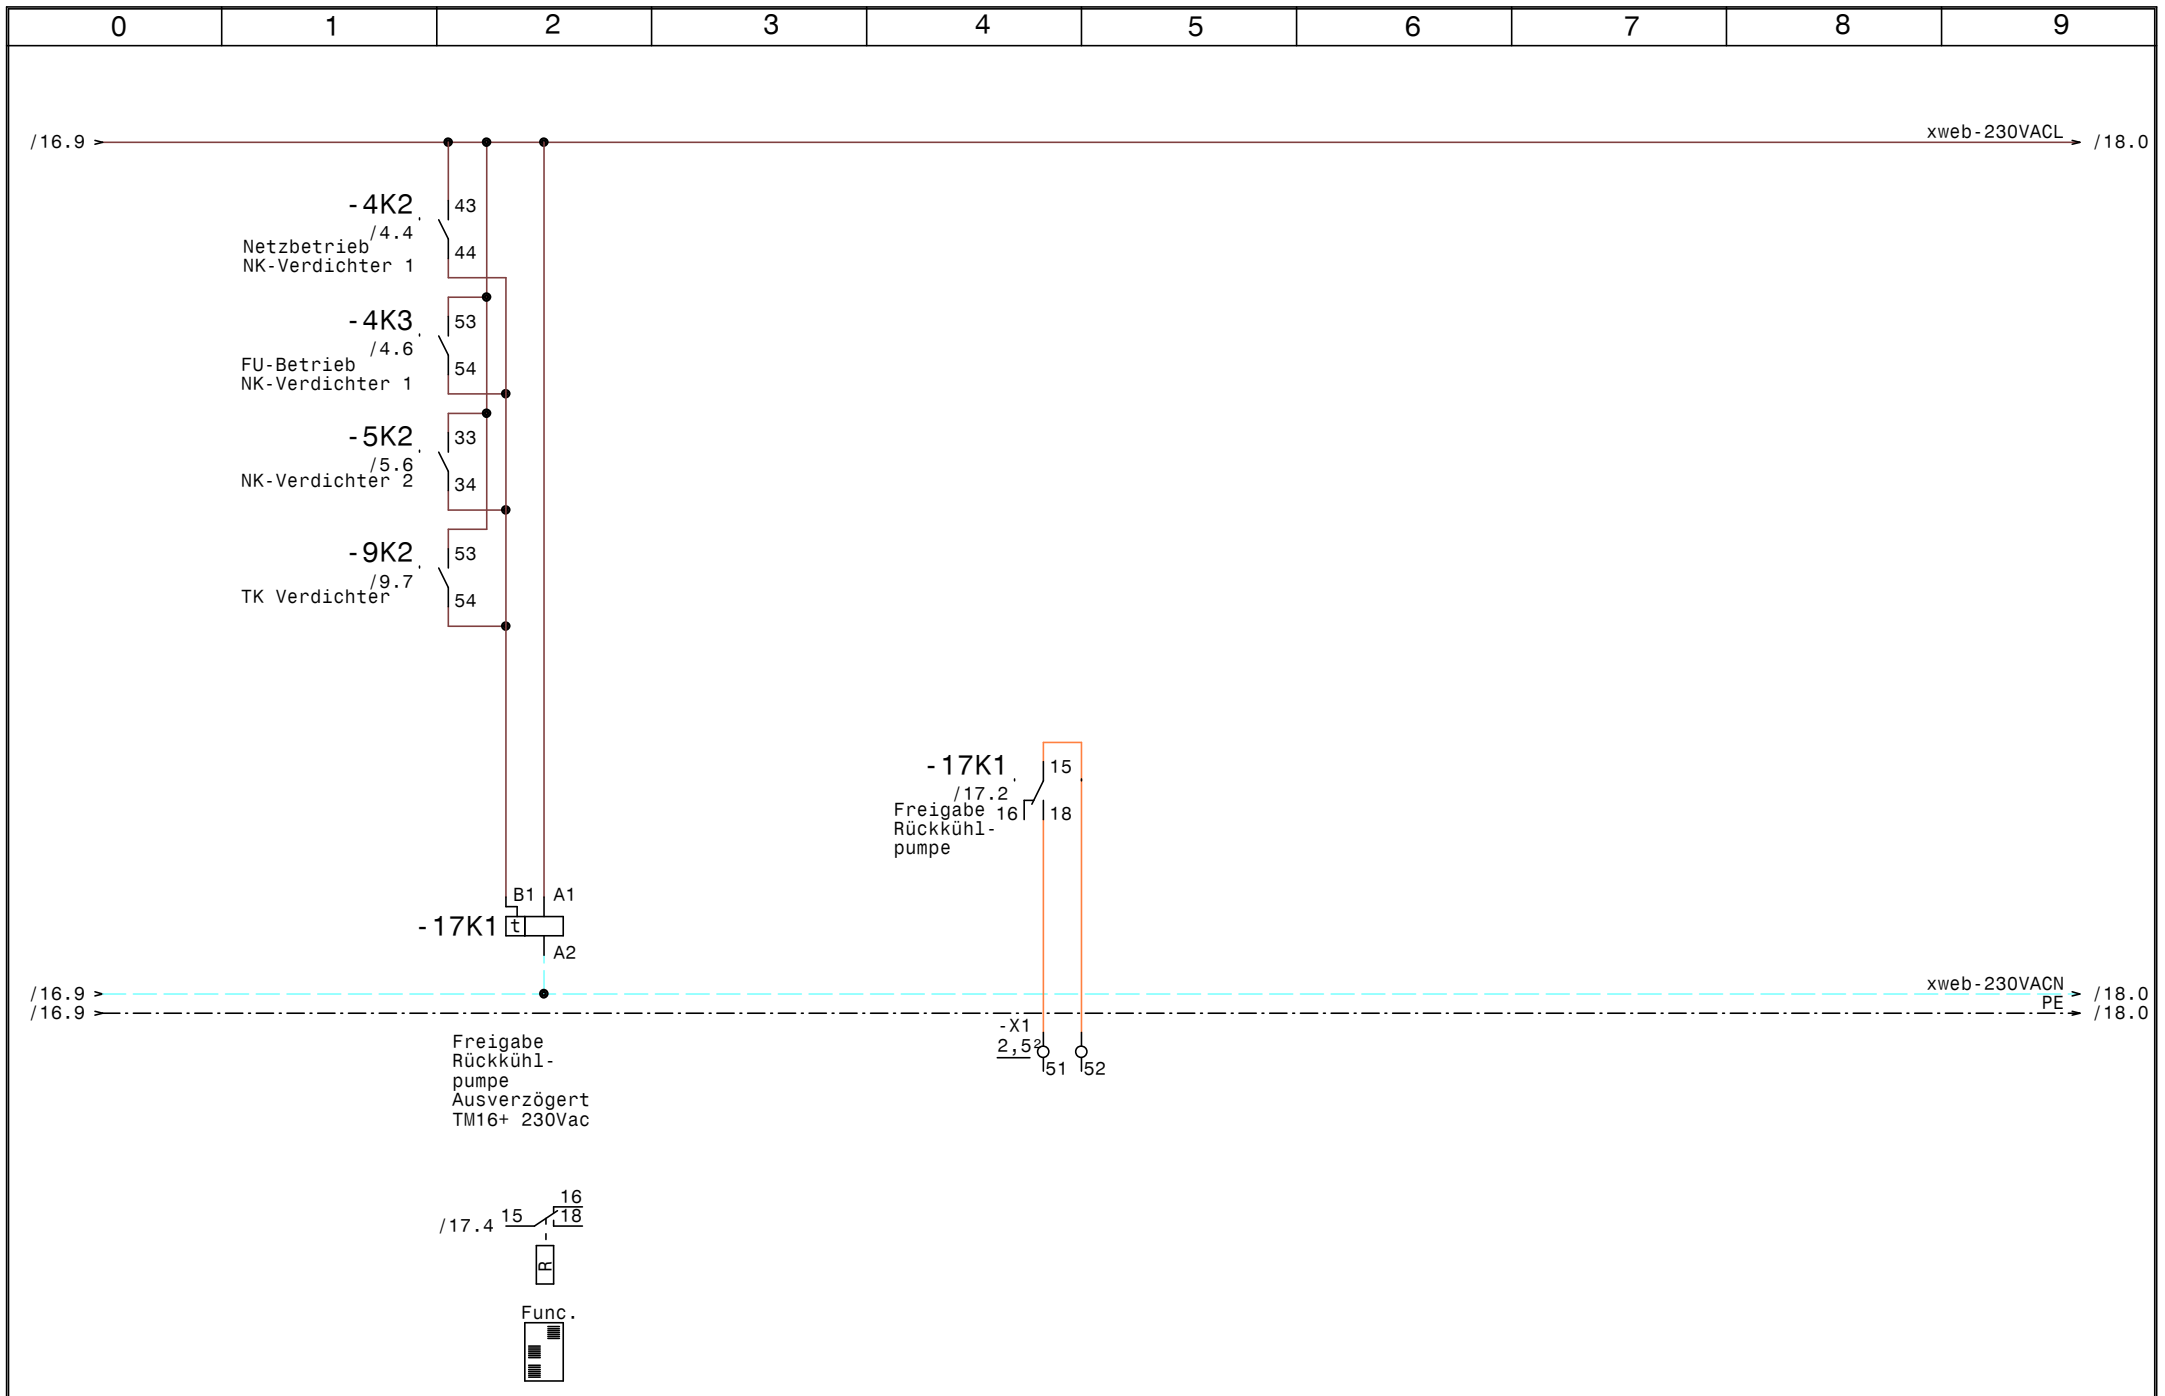 0 1 2 3 4 5 6 7 8 9
xweb-230VACL
/16.9 /18.0
-4K2 43
/4.4
Netzbetrieb 44
NK-Verdichter 1
-4K3 53
/4.6
FU-Betrieb 54
NK-Verdichter 1
-5K2 33
/5.6
NK-Verdichter 2 34
-9K2 53
/9.7
TK Verdichter 54
-17K1 15
/17.2
Freigabe 16 18
Rückkühl-
pumpe
B1 A1
-17K1 t
A2
xweb-230VACN
/16.9 /18.0
PE
/16.9 /18.0
-X1
2,5²
51 52
Freigabe
Rückkühl-
pumpe
Ausverzögert
TM16+ 230Vac
16
/17.4 15 18
R
Func.